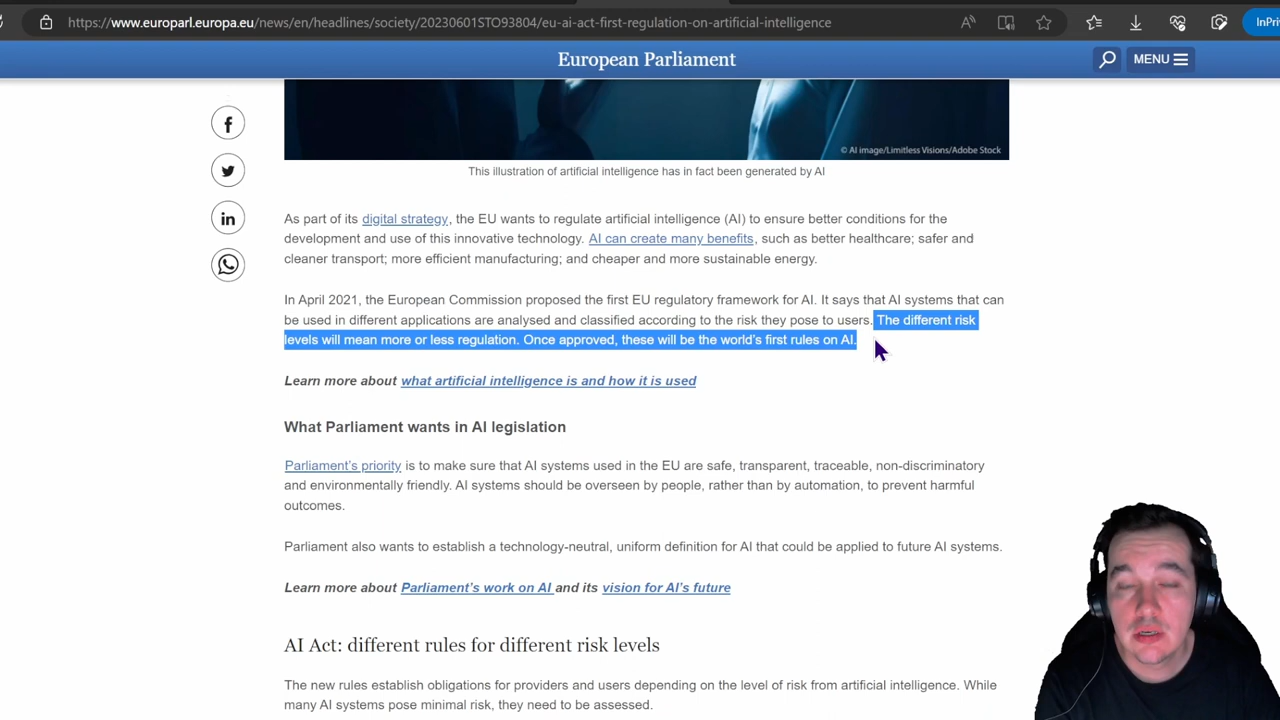 https://www.europarl.europa.eu/news/en/headlines/society/20230601STO93804/eu-ai-act-first-regulation-on-artificial-intelligence
InPriv
European Parliament
MENU
© AI image/Limitless Visions/Adobe Stock
This illustration of artificial intelligence has in fact been generated by AI
As part of its digital strategy, the EU wants to regulate artificial intelligence (AI) to ensure better conditions for the
development and use of this innovative technology. AI can create many benefits, such as better healthcare; safer and
cleaner transport; more efficient manufacturing; and cheaper and more sustainable energy.
In April 2021, the European Commission proposed the first EU regulatory framework for AI. It says that AI systems that can
be used in different applications are analysed and classified according to the risk they pose to users. The different risk
levels will mean more or less regulation. Once approved, these will be the world's first rules on AI.
Learn more about what artificial intelligence is and how it is used
What Parliament wants in AI legislation
Parliament's priority is to make sure that AI systems used in the EU are safe, transparent, traceable, non-discriminatory
and environmentally friendly. AI systems should be overseen by people, rather than by automation, to prevent harmful
outcomes.
Parliament also wants to establish a technology-neutral, uniform definition for AI that could be applied to future AI systems.
Learn more about Parliament's work on AI and its vision for AI's future
AI Act: different rules for different risk levels
The new rules establish obligations for providers and users depending on the level of risk from artificial intelligence. While
many AI systems pose minimal risk, they need to be assessed.